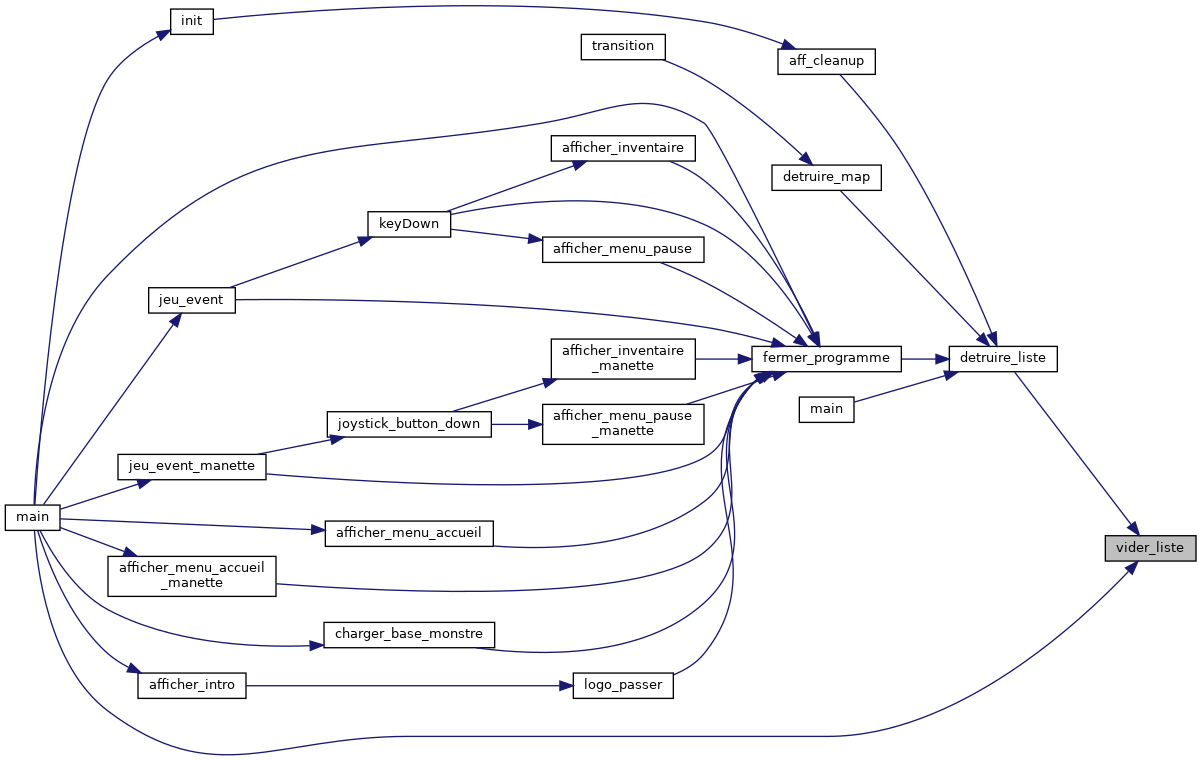 init
transition
aff_cleanup
afficher_inventaire
detruire_map
keyDown
afficher_menu_pause
jeu_event
afficher_inventaire
_manette
fermer_programme
detruire_liste
main
joystick_button_down
afficher_menu_pause
_manette
jeu_event_manette
main
afficher_menu_accueil
vider_liste
afficher_menu_accueil
_manette
charger_base_monstre
afficher_intro
logo_passer